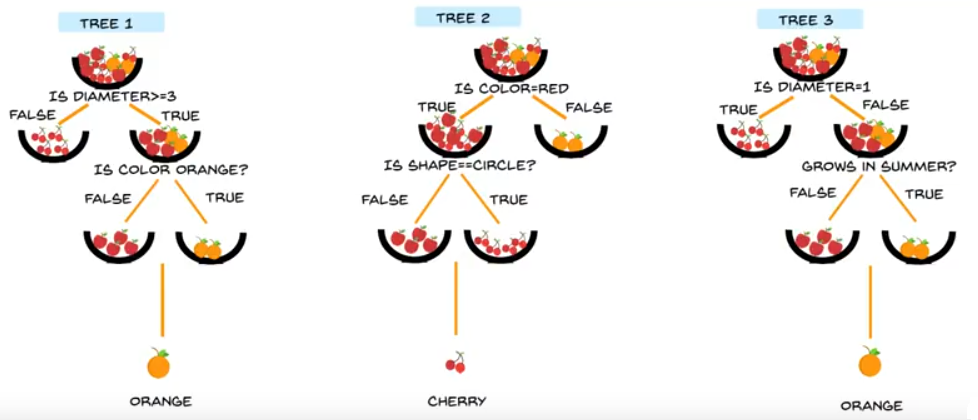 TREE 1
IS DIAMETER>=3
FALSE
TRUE
IS COLOR ORANGE?
FALSE
TRUE
ORANGE
TREE 2
IS COLOR=RED
TRUE
FALSE
IS SHAPE==CIRCLE?
FALSE
TRUE
CHERRY
TREE 3
IS DIAMETER=1
TRUE
FALSE
GROWS IN SUMMER?
FALSE
TRUE
ORANGE